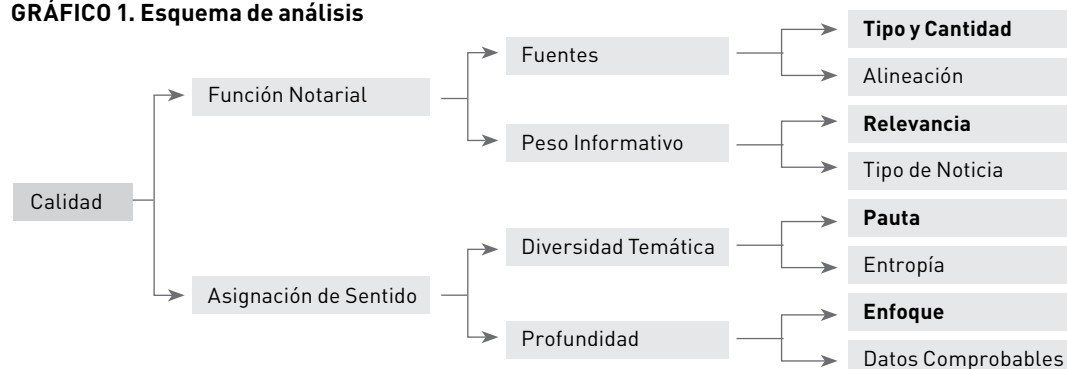 GRÁFICO 1. Esquema de análisis
Calidad
Función Notarial
Asignación de Sentido
Fuentes
Peso Informativo
Diversidad Temática
Profundidad
Tipo y Cantidad
Alineación
Relevancia
Tipo de Noticia
Pauta
Entropía
Enfoque
Datos Comprobables